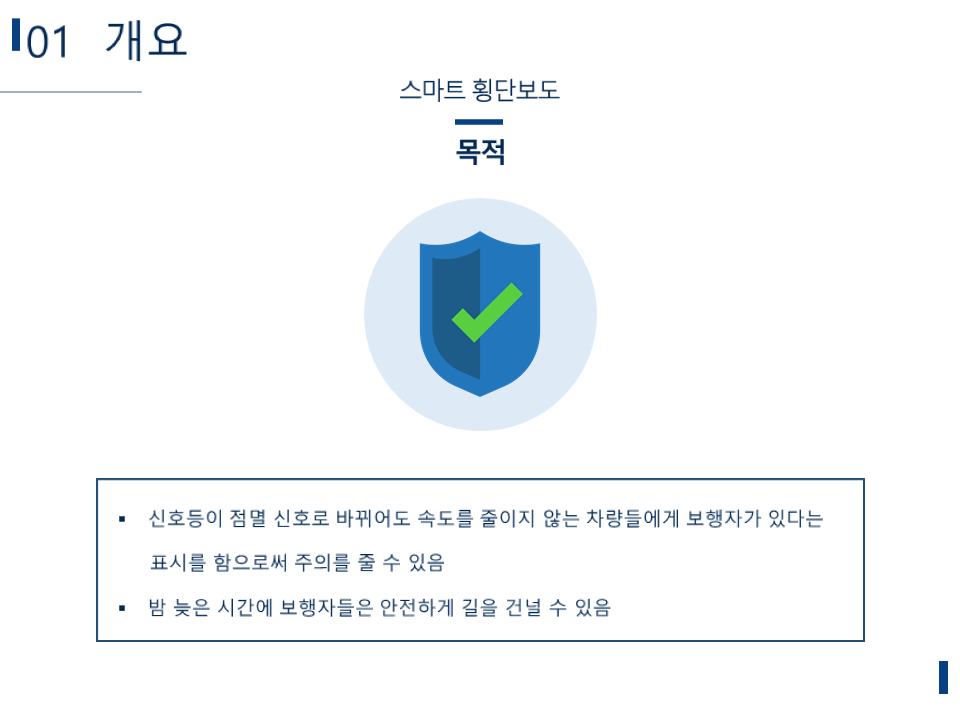 01 개요
스마트 횡단보도
목적
▪ 신호등이 점멸 신호로 바뀌어도 속도를 줄이지 않는 차량들에게 보행자가 있다는
표시를 함으로써 주의를 줄 수 있음
▪ 밤 늦은 시간에 보행자들은 안전하게 길을 건널 수 있음